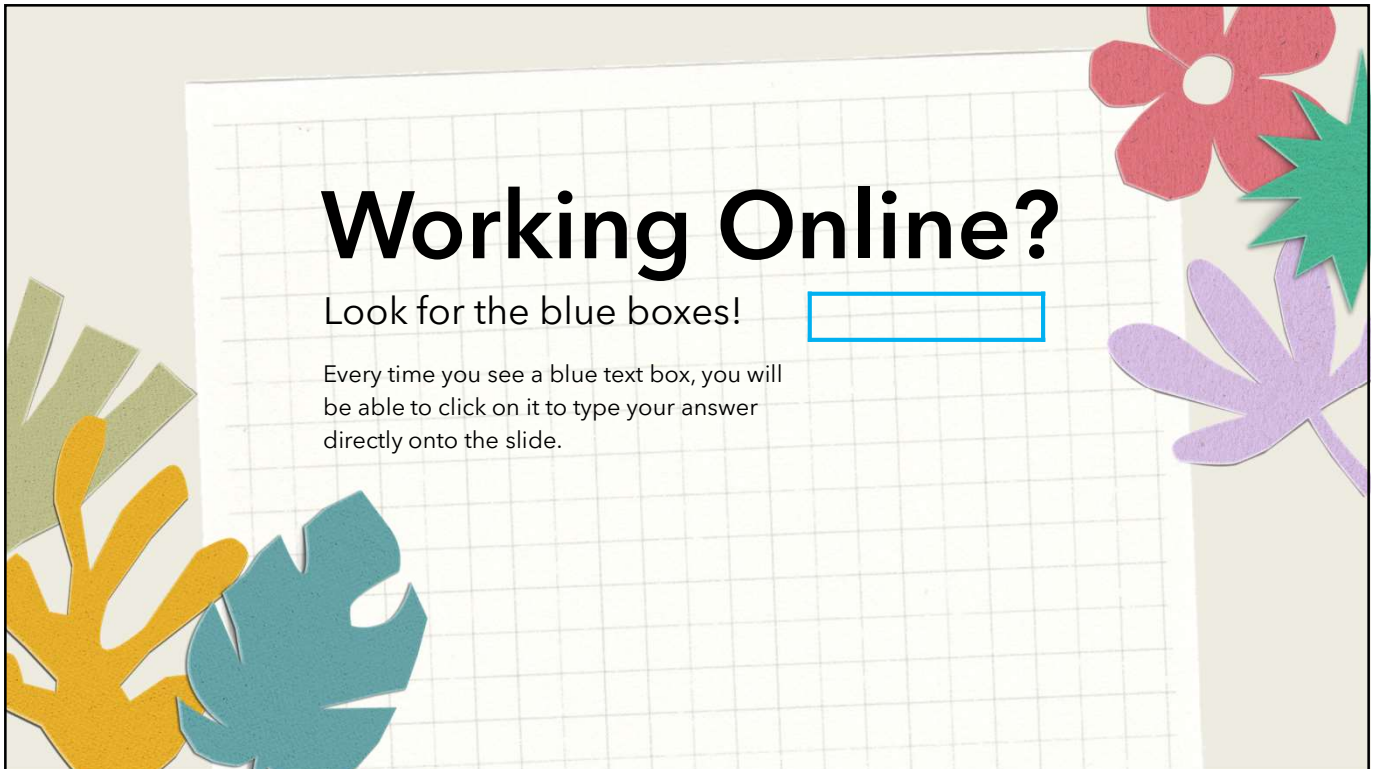 Working Online?
Look for the blue boxes!
Every time you see a blue text box, you will
be able to click on it to type your answer
directly onto the slide.